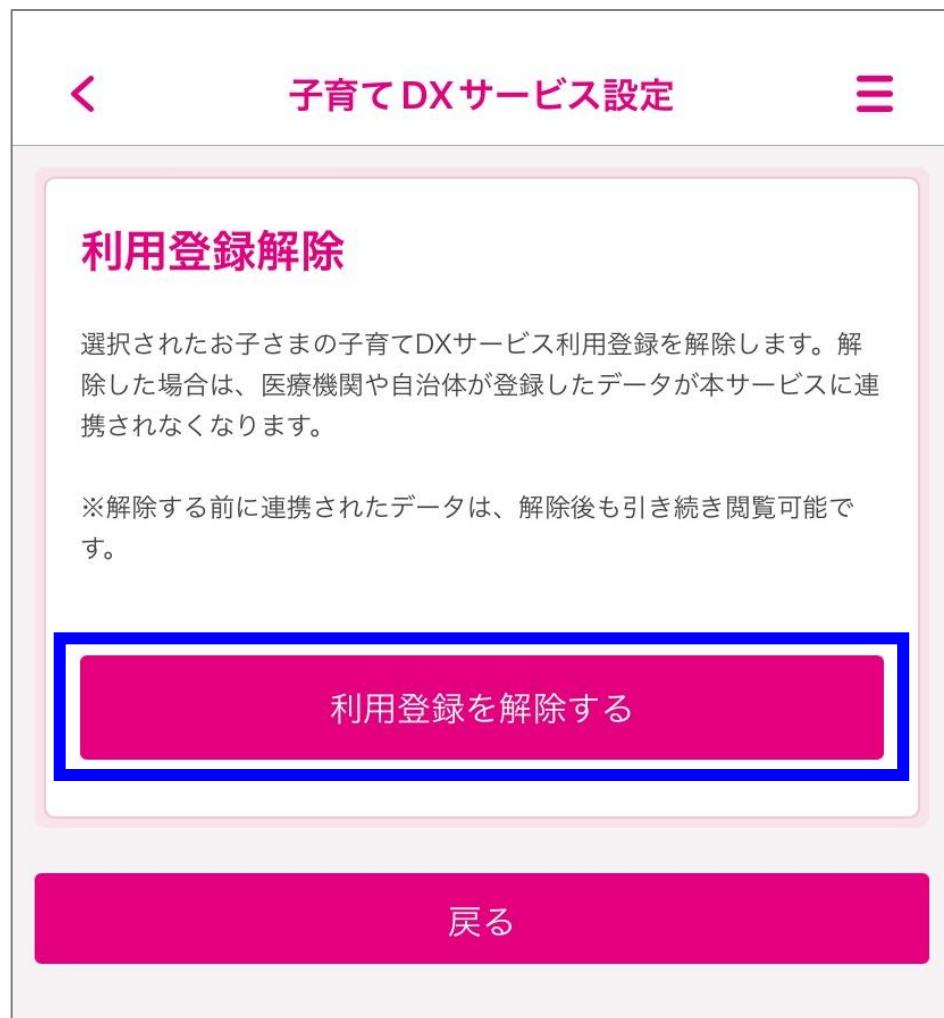 子育てDXサービス設定
利用登録解除
選択されたお子さまの子育てDXサービス利用登録を解除します。解
除した場合は、医療機関や自治体が登録したデータが本サービスに連
携されなくなります。
※解除する前に連携されたデータは、解除後も引き続き閲覧可能で
す。
利用登録を解除する
戻る